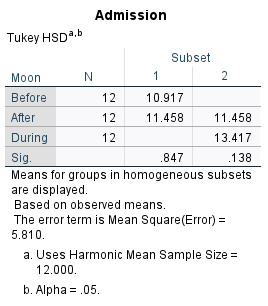 Admission
Tukey HSDa,b
Subset
Moon N 1 2
Before 12 10.917
After 12 11.458 11.458
During 12 13.417
Sig. .847 .138
Means for groups in homogeneous subsets
are displayed.
Based on observed means.
The error term is Mean Square(Error) =
5.810.
a. Uses Harmonic Mean Sample Size =
12.000.
b. Alpha = .05.